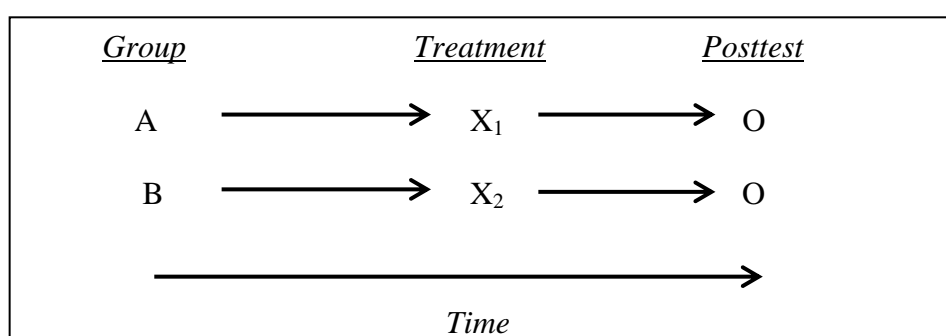 Group Treatment Posttest
A X₁ O
B X₂ O
Time